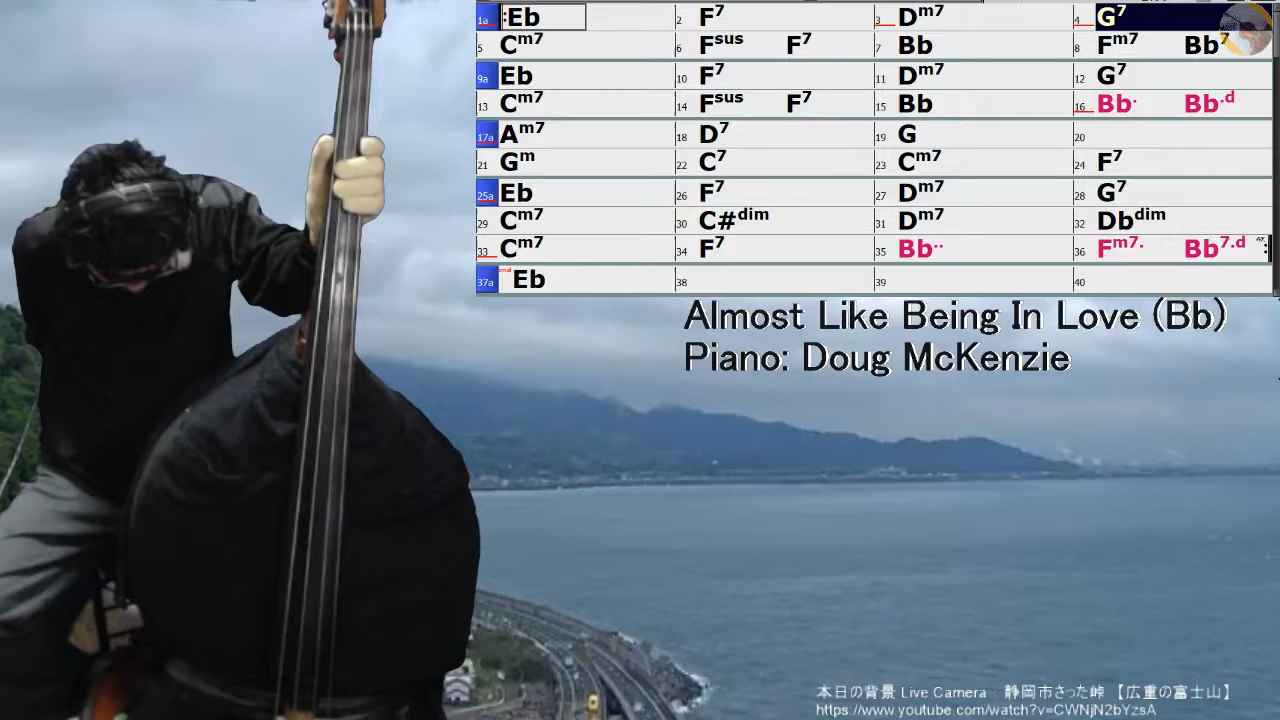 1a Eb 2 F7 3 Dm7 4 G7
5 Cm7 6 Fsus F7 7 Bb 8 Fm7 Bb7
9a Eb 10 F7 11 Dm7 12 G7
13 Cm7 14 Fsus F7 15 Bb 16 Bb. Bb.d
17a Am7 18 D7 19 G 20
21 Gm 22 C7 23 Cm7 24 F7
25a Eb 26 F7 27 Dm7 28 G7
29 Cm7 30 C#dim 31 Dm7 32 Dbdim
33 Cm7 34 F7 35 Bb.. 36 Fm7. Bb7.d
37a Eb 38 39 40
Almost Like Being In Love (Bb)
Piano: Doug McKenzie
本日の背景 Live Camera : 静岡市さった峠 【広重の富士山】
https://www.youtube.com/watch?v=CWNjN2bYzsA